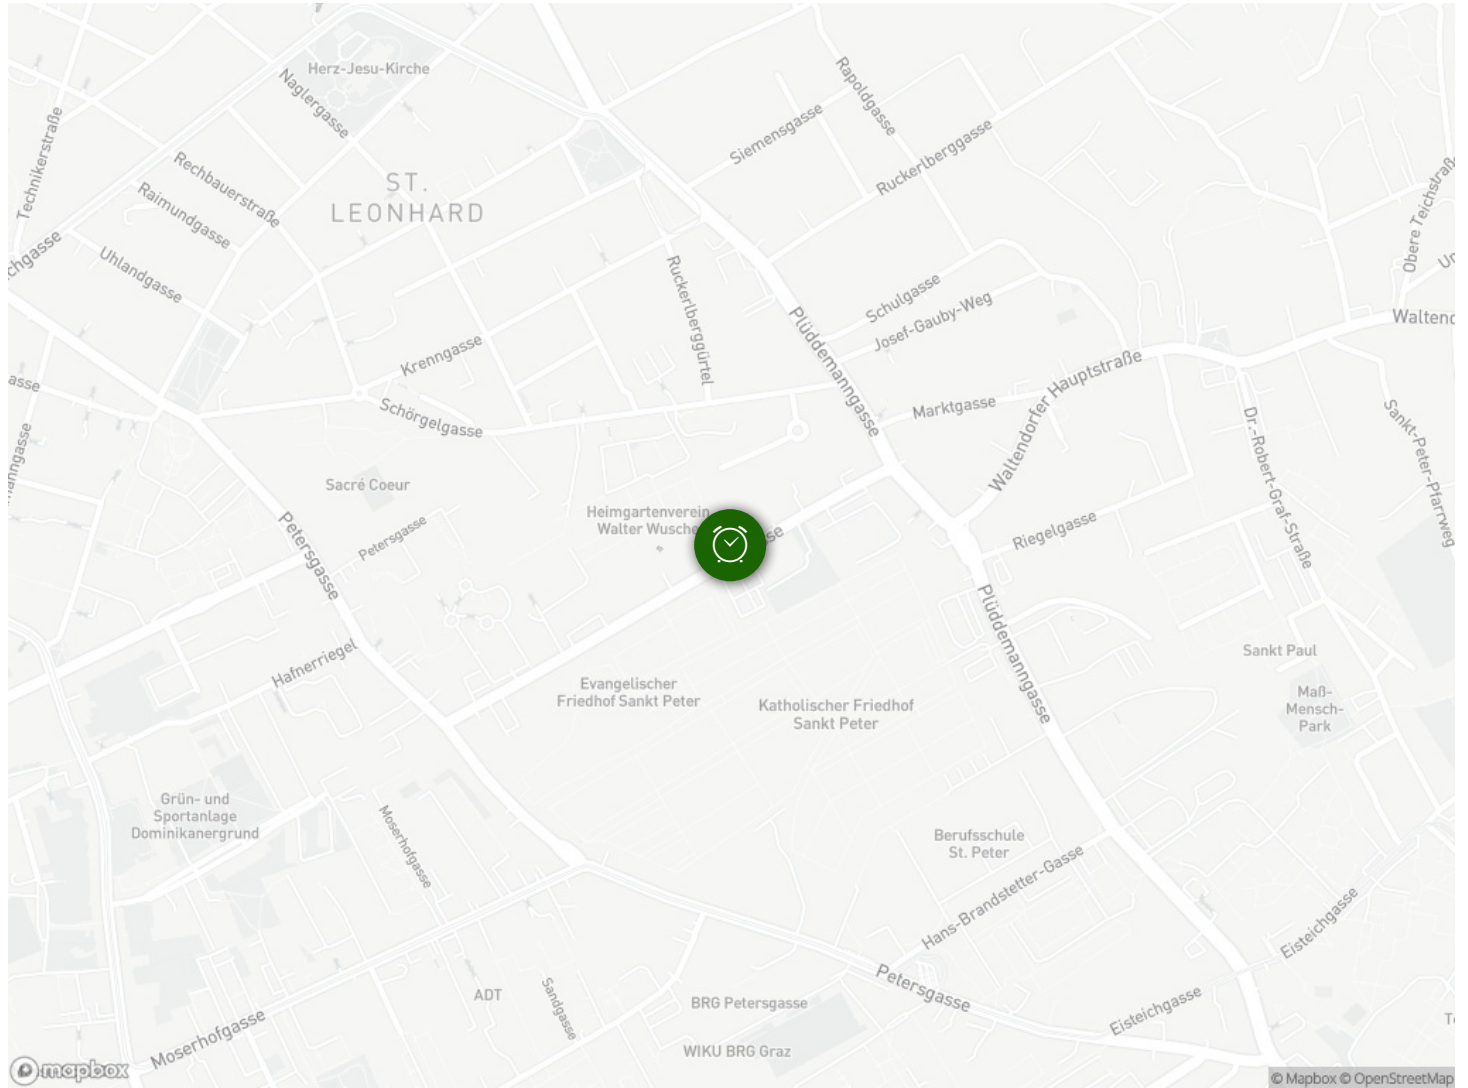 Herz-Jesu-Kirche
Naglergasse
Rapoldgasse
Siemensgasse
Ruckerlberggasse
Technikerstraße
Rechbauerstraße
Raimundgasse
ST.
LEONHARD
Uhlandgasse
Obere Teichstraß
Ruckerlberggürtel
Schulgasse
Josef-Gauby-Weg
Plüddemanngasse
Waltendorfer Hauptstraße
Krenngasse
Schörgelgasse
Marktgasse
Dr.-Robert-Graf-Straße
Sankt-Peter-Pfarrweg
Sacré Coeur
Heimgartenverein
Walter Wusche
Petersgasse
Petersgasse
Riegelgasse
Plüddemanngasse
Hafnerriegel
Evangelischer
Friedhof Sankt Peter
Katholischer Friedhof
Sankt Peter
Sankt Paul
Maß-
Mensch-
Park
Grün- und
Sportanlage
Dominikanergrund
Moserhofgasse
Berufsschule
St. Peter
Hans-Brandstetter-Gasse
Eisteichgasse
Petersgasse
ADT
Sandgasse
BRG Petersgasse
Eisteichgasse
Moserhofgasse
WIKU BRG Graz
mapbox
© Mapbox © OpenStreetMap